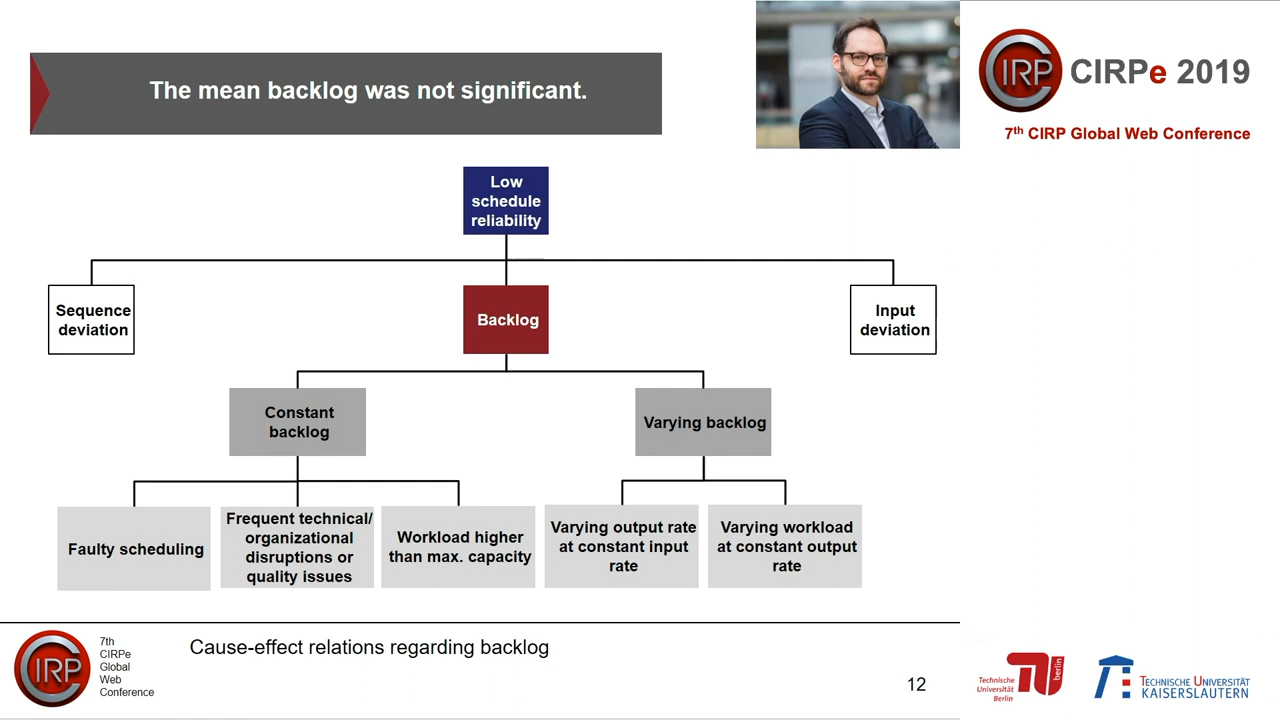 The mean backlog was not significant.
CIRP
CIRPe 2019
7th CIRP Global Web Conference
Low
schedule
reliability
Sequence
deviation
Backlog
Input
deviation
Constant
backlog
Varying backlog
Faulty scheduling
Frequent technical/
organizational
disruptions or
quality issues
Workload higher
than max. capacity
Varying output rate
at constant input
rate
Varying workload
at constant output
rate
CIRP
7th
CIRPe
Global
Web
Conference
Cause-effect relations regarding backlog
12
Technische
Universität
Berlin
berlin
TECHNISCHE UNIVERSITÄT
KAISERSLAUTERN